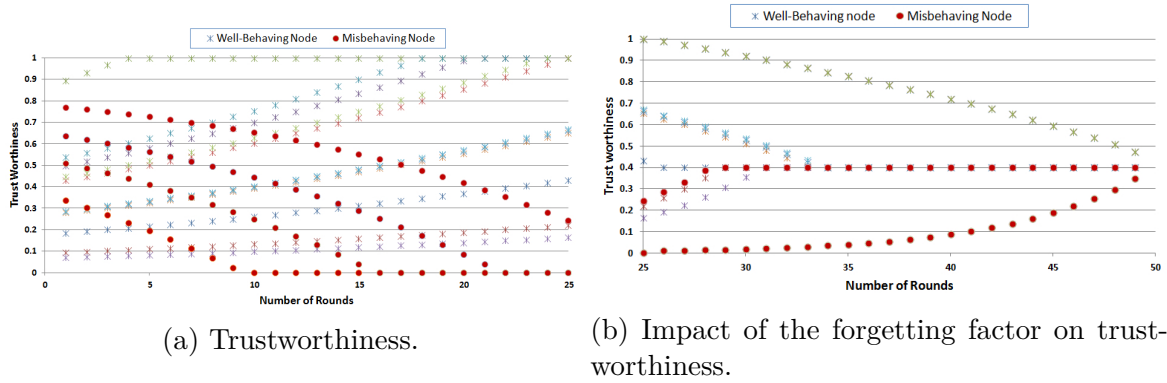 Well-Behaving Node Misbehaving Node
1
0.9
0.8
0.7
0.6
0.5
0.4
0.3
0.2
0.1
0
Trust Worthiness
0 5 10 15 20 25
Number of Rounds
(a) Trustworthiness.
Well-Behaving node Misbehaving Node
1
0.9
0.8
0.7
0.6
0.5
0.4
0.3
0.2
0.1
0
Trust worthiness
25 30 35 40 45 50
Number of Rounds
(b) Impact of the forgetting factor on trust-
worthiness.